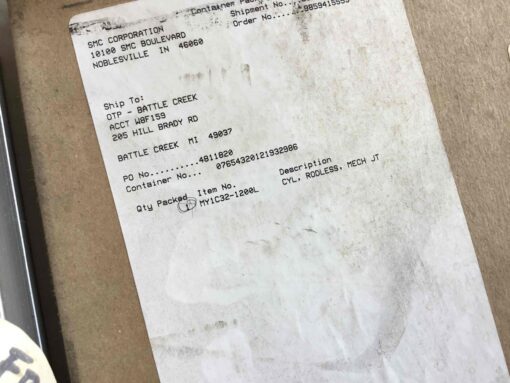 Container Pack
Shipment No...
Order No...
SMC CORPORATION
10100 SMC BOULEVARD
NOBLESVILLE IN 46060
Ship To:
OTP - BATTLE CREEK
ACCT W8F159
205 HILL BRADY RD
BATTLE CREEK MI 49037
PO No..........4811820
Container No... 07654320121932986
Qty Packed Item No. Description
1 MY1C32-1200L CYL, RODLESS, MECH JT